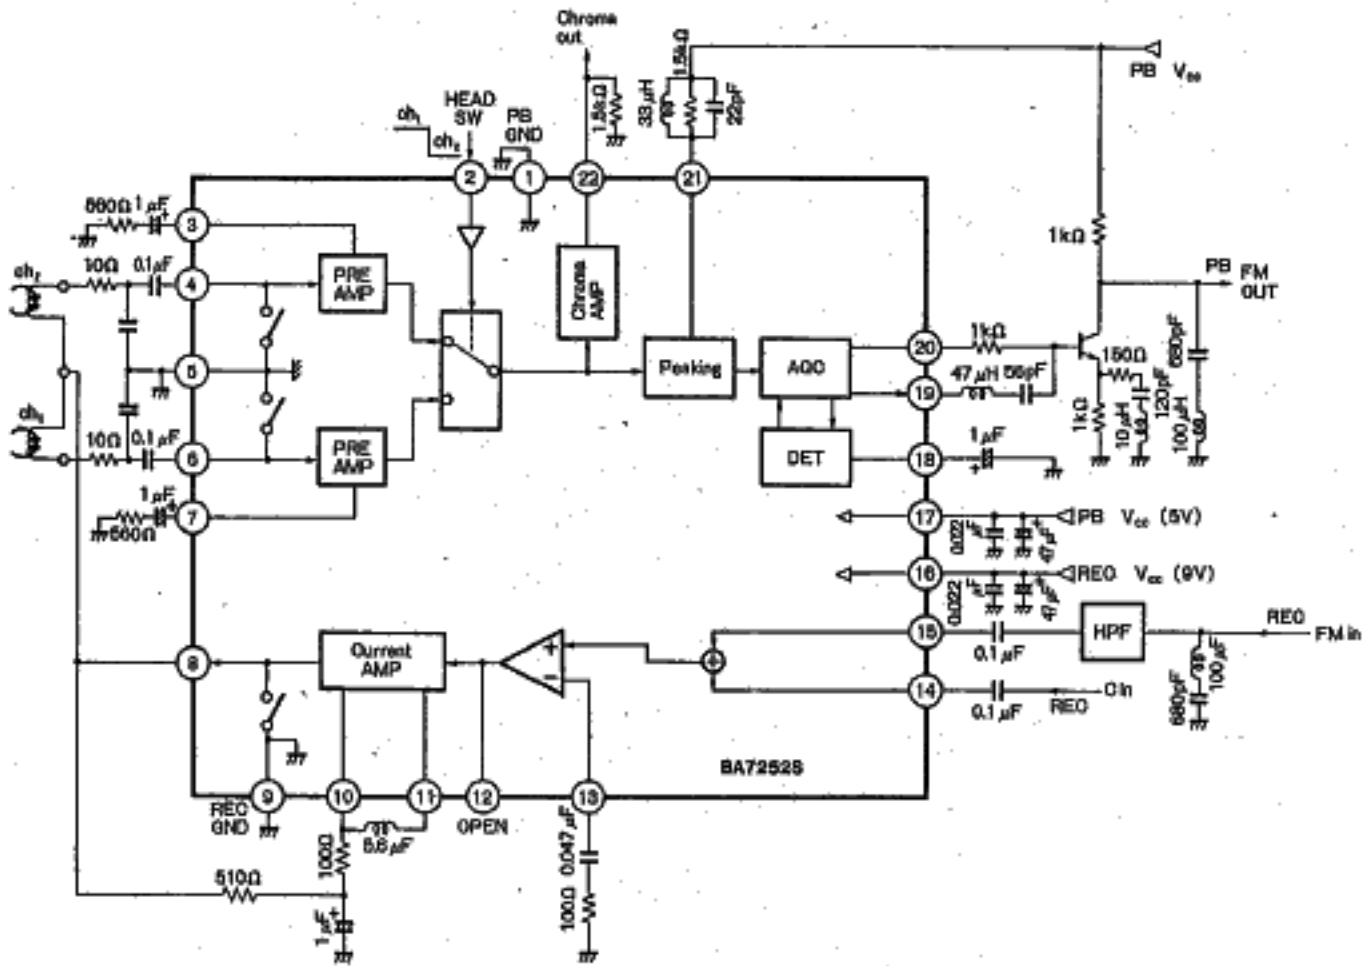 Chroma out
1.5kΩ
33μH
1.5kΩ
22pF
PB Vcc
ch₁
ch₂
HEAD SW
PB GND
2
1
22
21
560Ω
1μF
+
3
ch₂
10Ω
0.1μF
4
PRE AMP
Chroma AMP
1kΩ
PB FM OUT
5
Peaking
AGC
20
1kΩ
19
47μH
56pF
150Ω
120pF
10μH
1kΩ
680pF
100μH
ch₁
10Ω
0.1μF
6
PRE AMP
DET
18
1μF
+
1μF
+
7
560Ω
17
0.022μF
+
47μF
PB Vcc (5V)
16
0.022μF
+
47μF
REC Vcc (9V)
8
Current AMP
+
−
+
15
0.1μF
HPF
REC
FM in
680pF
100μF
14
0.1μF
REC
C in
BA7252S
REC GND
9
10
11
12
OPEN
13
5.6μF
100Ω
0.047μF
100Ω
510Ω
1μF
+